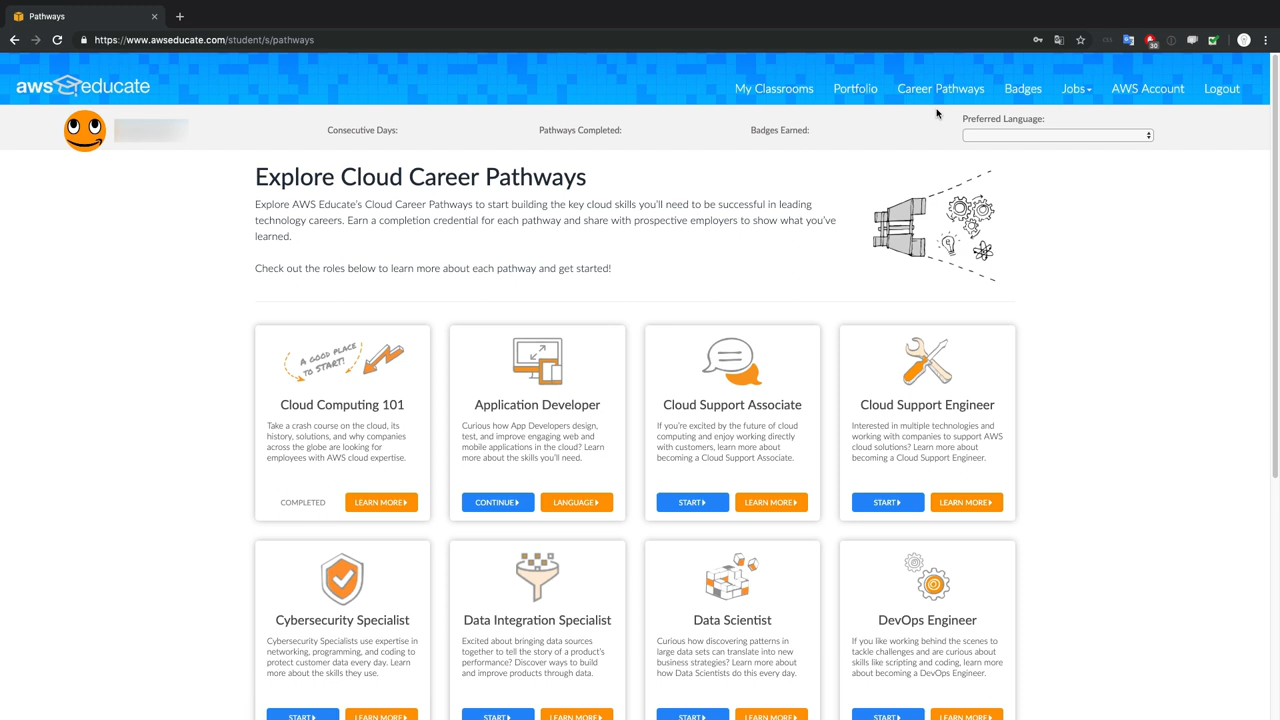 Pathways
https://www.awseducate.com/student/s/pathways
30
aws educate
My Classrooms
Portfolio
Career Pathways
Badges
Jobs
AWS Account
Logout
Consecutive Days:
Pathways Completed:
Badges Earned:
Preferred Language:
Explore Cloud Career Pathways
Explore AWS Educate's Cloud Career Pathways to start building the key cloud skills you'll need to be successful in leading
technology careers. Earn a completion credential for each pathway and share with prospective employers to show what you've
learned.
Check out the roles below to learn more about each pathway and get started!
A GOOD PLACE
TO START!
Cloud Computing 101
Take a crash course on the cloud, its
history, solutions, and why companies
across the globe are looking for
employees with AWS cloud expertise.
COMPLETED
LEARN MORE
Application Developer
Curious how App Developers design,
test, and improve engaging web and
mobile applications in the cloud? Learn
more about the skills you'll need.
CONTINUE
LANGUAGE
Cloud Support Associate
If you're excited by the future of cloud
computing and enjoy working directly
with customers, learn more about
becoming a Cloud Support Associate.
START
LEARN MORE
Cloud Support Engineer
Interested in multiple technologies and
working with companies to support AWS
cloud solutions? Learn more about
becoming a Cloud Support Engineer.
START
LEARN MORE
Cybersecurity Specialist
Cybersecurity Specialists use expertise in
networking, programming, and coding to
protect customer data every day. Learn
more about the skills they use.
START
LEARN MORE
Data Integration Specialist
Excited about bringing data sources
together to tell the story of a product's
performance? Discover ways to build
and improve products through data.
START
LEARN MORE
Data Scientist
Curious how discovering patterns in
large data sets can translate into new
business strategies? Learn more about
how Data Scientists do this every day.
START
LEARN MORE
DevOps Engineer
If you like working behind the scenes to
tackle challenges and are curious about
skills like scripting and coding, learn more
about becoming a DevOps Engineer.
START
LEARN MORE